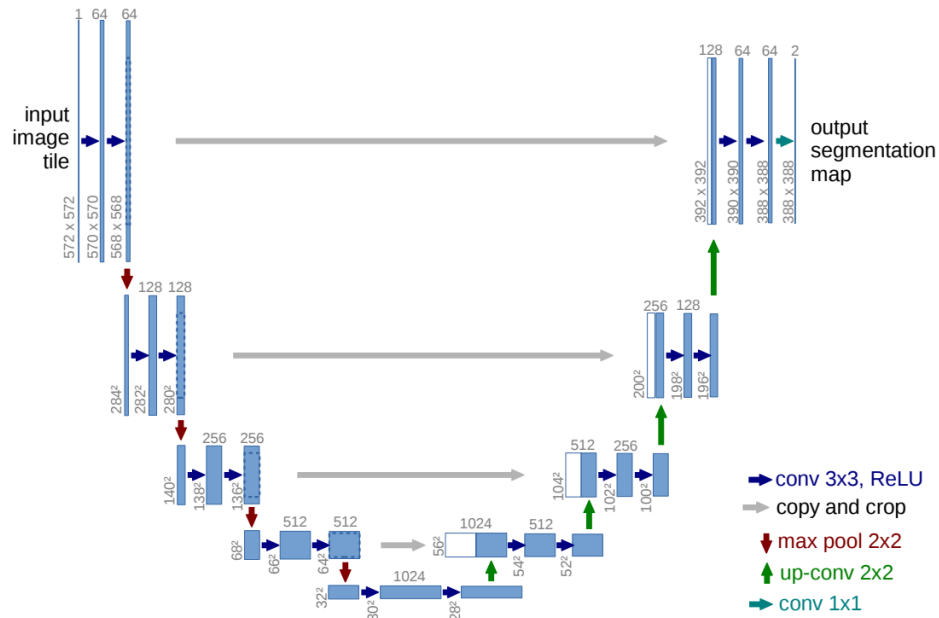 1 64 64
128 64 64 2
input
image
tile
output
segmentation
map
572 x 572
570 x 570
568 x 568
392 x 392
390 x 390
388 x 388
388 x 388
128 128
256 128
284²
282²
280²
200²
198²
196²
256 256
512 256
140²
138²
136²
104²
102²
100²
512 512
1024 512
68²
66²
64²
56²
54²
52²
1024
32²
30²
28²
conv 3x3, ReLU
copy and crop
max pool 2x2
up-conv 2x2
conv 1x1